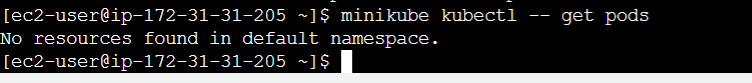 [ec2-user@ip-172-31-31-205 ~]$ minikube kubectl -- get pods
No resources found in default namespace.
[ec2-user@ip-172-31-31-205 ~]$